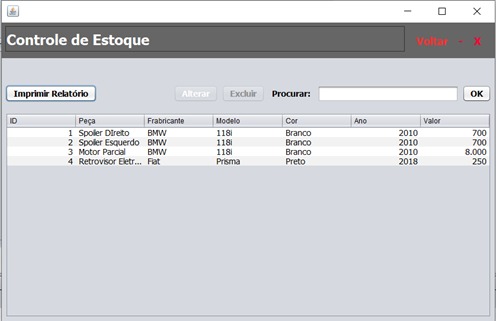 Controle de Estoque Voltar - X
Imprimir Relatório Alterar Excluir Procurar: OK
ID Peça Fabricante Modelo Cor Ano Valor
1 Spoiler DIreito BMW 118i Branco 2010 700
2 Spoiler Esquerdo BMW 118i Branco 2010 700
3 Motor Parcial BMW 118i Branco 2010 8.000
4 Retrovisor Eletr... Fiat Prisma Preto 2018 250